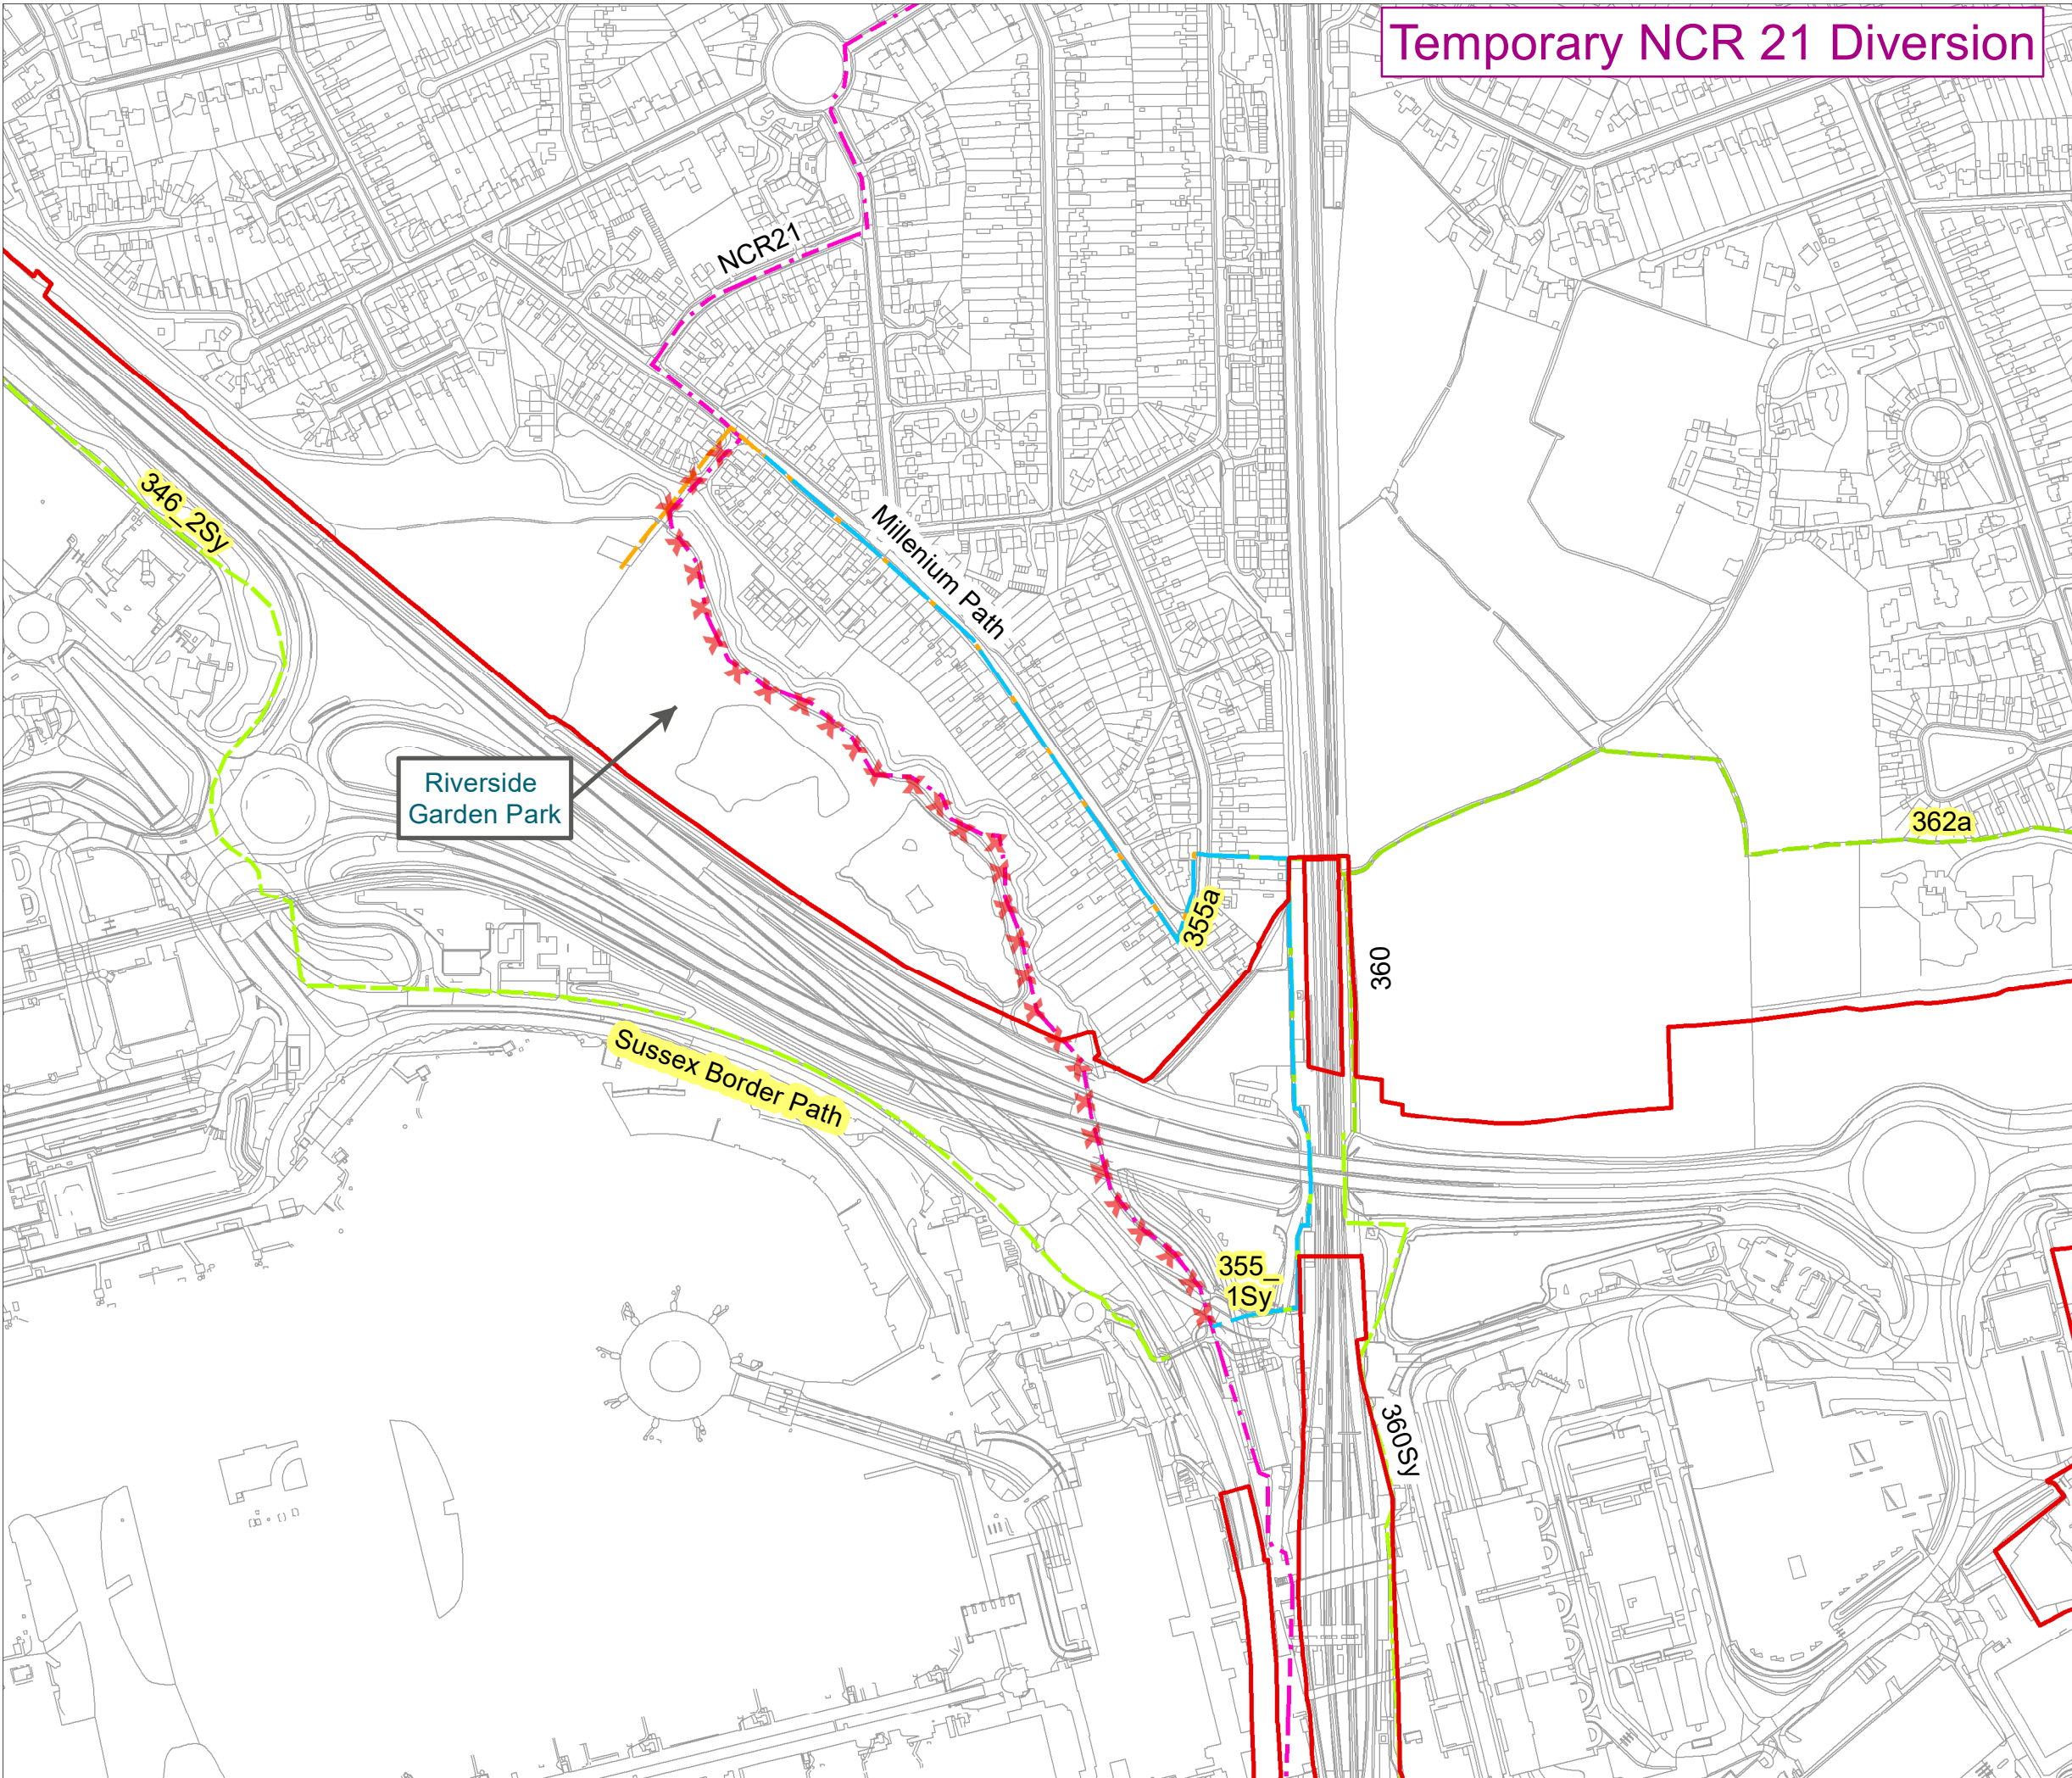 Temporary NCR 21 Diversion
NCR21
346_2Sy
Millenium Path
Riverside
Garden Park
362a
355a
360
Sussex Border Path
355_
1Sy
360Sy